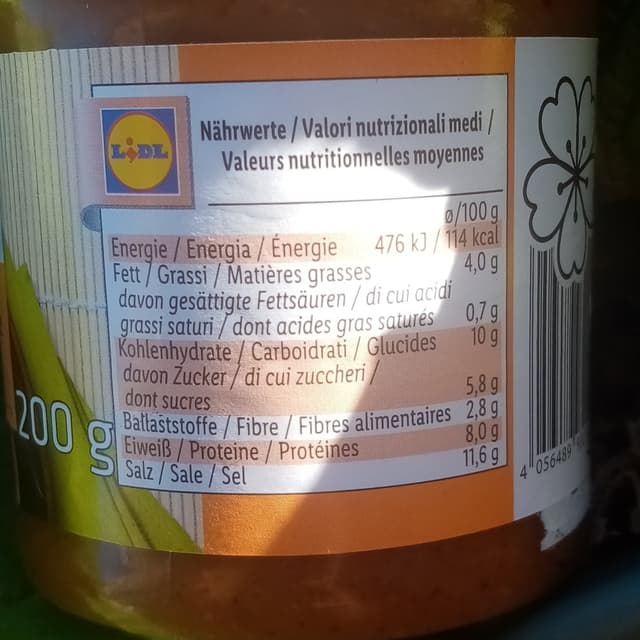 LIDL
Nährwerte / Valori nutrizionali medi /
Valeurs nutritionnelles moyennes
ø/100 g
Energie / Energia / Énergie 476 kJ / 114 kcal
Fett / Grassi / Matières grasses 4,0 g
davon gesättigte Fettsäuren / di cui acidi
grassi saturi / dont acides gras saturés 0,7 g
Kohlenhydrate / Carboidrati / Glucides 10 g
davon Zucker / di cui zuccheri /
dont sucres 5,8 g
Ballaststoffe / Fibre / Fibres alimentaires 2,8 g
Eiweiß / Proteine / Protéines 8,0 g
Salz / Sale / Sel 11,6 g
200 g
4 056489